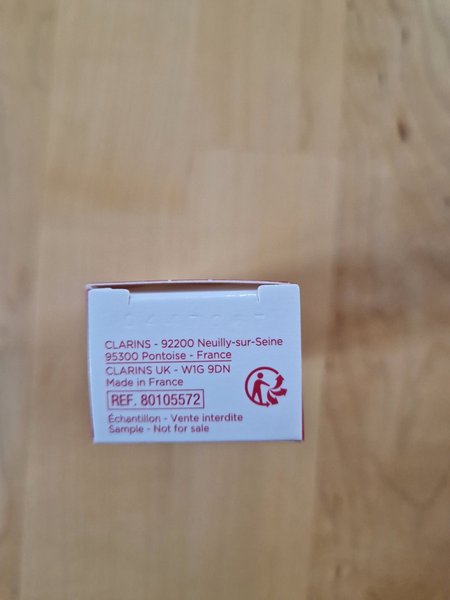 CLARINS - 92200 Neuilly-sur-Seine
95300 Pontoise - France
CLARINS UK - W1G 9DN
Made in France
REF. 80105572
Échantillon - Vente interdite
Sample - Not for sale